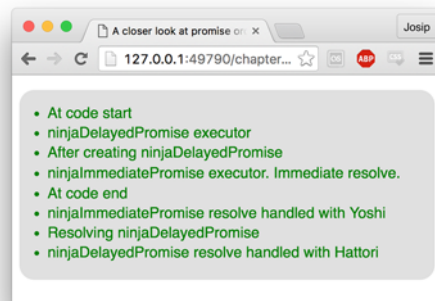 A closer look at promise or
Josip
127.0.0.1:49790/chapter...
ABP
• At code start
• ninjaDelayedPromise executor
• After creating ninjaDelayedPromise
• ninjaImmediatePromise executor. Immediate resolve.
• At code end
• ninjaImmediatePromise resolve handled with Yoshi
• Resolving ninjaDelayedPromise
• ninjaDelayedPromise resolve handled with Hattori